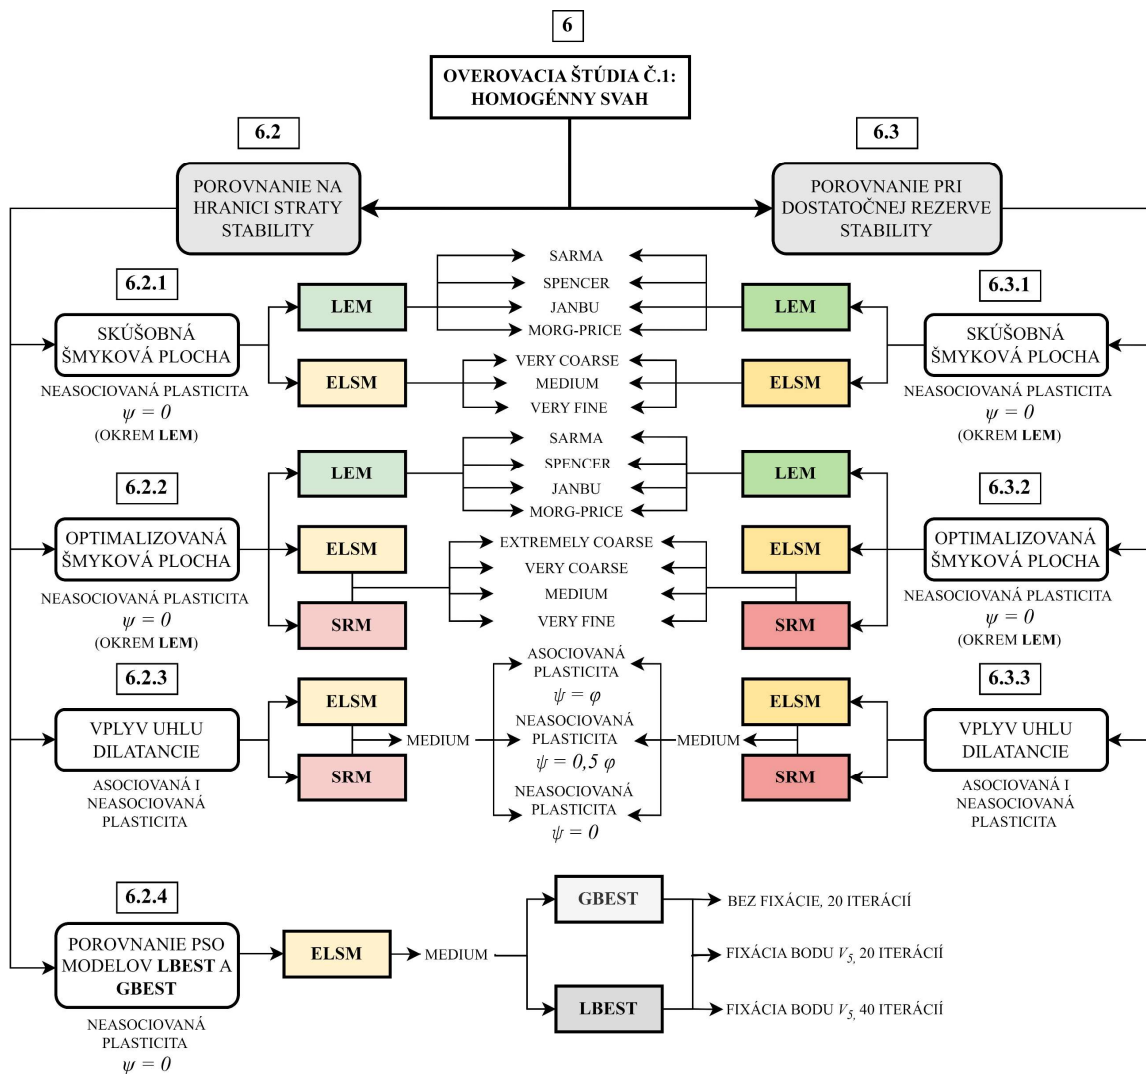 6
OVEROVACIA ŠTÚDIA Č.1:
HOMOGÉNNY SVAH
6.2
POROVNANIE NA
HRANICI STRATY
STABILITY
6.3
POROVNANIE PRI
DOSTATOČNEJ REZERVE
STABILITY
6.2.1
SKÚŠOBNÁ
ŠMYKOVÁ PLOCHA
NEASOCIOVANÁ PLASTICITA
ψ = 0
(OKREM LEM)
LEM
ELSM
SARMA
SPENCER
JANBU
MORG-PRICE
VERY COARSE
MEDIUM
VERY FINE
LEM
ELSM
6.3.1
SKÚŠOBNÁ
ŠMYKOVÁ PLOCHA
NEASOCIOVANÁ PLASTICITA
ψ = 0
(OKREM LEM)
6.2.2
OPTIMALIZOVANÁ
ŠMYKOVÁ PLOCHA
NEASOCIOVANÁ PLASTICITA
ψ = 0
(OKREM LEM)
LEM
ELSM
SRM
SARMA
SPENCER
JANBU
MORG-PRICE
EXTREMELY COARSE
VERY COARSE
MEDIUM
VERY FINE
LEM
ELSM
SRM
6.3.2
OPTIMALIZOVANÁ
ŠMYKOVÁ PLOCHA
NEASOCIOVANÁ PLASTICITA
ψ = 0
(OKREM LEM)
6.2.3
VPLYV UHLU
DILATANCIE
ASOCIOVANÁ I
NEASOCIOVANÁ
PLASTICITA
ELSM
SRM
MEDIUM
ASOCIOVANÁ
PLASTICITA
ψ = φ
NEASOCIOVANÁ
PLASTICITA
ψ = 0,5 φ
NEASOCIOVANÁ
PLASTICITA
ψ = 0
MEDIUM
ELSM
SRM
6.3.3
VPLYV UHLU
DILATANCIE
ASOCIOVANÁ I
NEASOCIOVANÁ
PLASTICITA
6.2.4
POROVNANIE PSO
MODELOV LBEST A
GBEST
NEASOCIOVANÁ
PLASTICITA
ψ = 0
ELSM
MEDIUM
GBEST
LBEST
BEZ FIXÁCIE, 20 ITERÁCIÍ
FIXÁCIA BODU V5, 20 ITERÁCIÍ
FIXÁCIA BODU V5, 40 ITERÁCIÍ